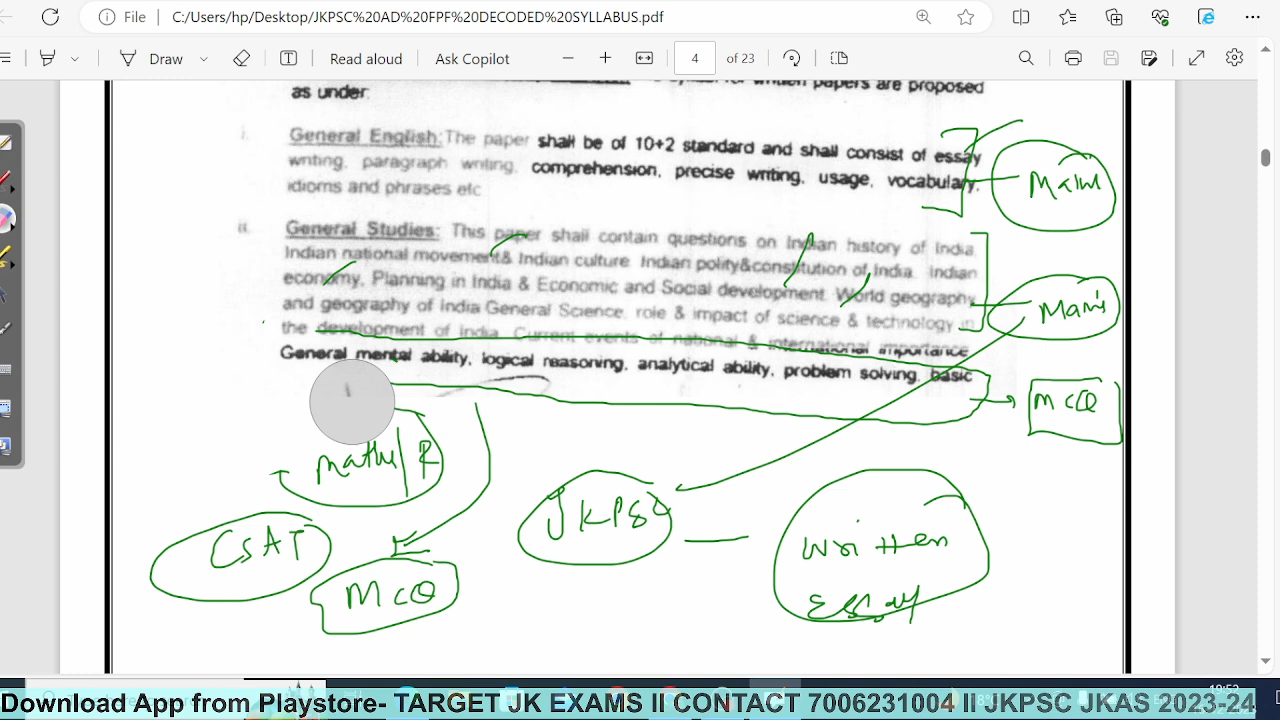 File C:/Users/hp/Desktop/JKPSC%20AD%20FPF%20DECODED%20SYLLABUS.pdf
Draw Read aloud Ask Copilot 4 of 23
for written papers are proposed
as under:
i. General English: The paper shall be of 10+2 standard and shall consist of essay
writing, paragraph writing, comprehension, precise writing, usage, vocabulary,
idioms and phrases etc
Main
ii. General Studies: This paper shall contain questions on Indian history of India
Indian national movement& Indian culture Indian polity&constitution of India Indian
economy, Planning in India & Economic and Social development. World geography
and geography of India General Science, role & impact of science & technology in
the development of India. Current events of national & international importance
General mental ability, logical reasoning, analytical ability, problem solving, basic
Mains
MCQ
Maths/R
JKPSC
CSAT
MCQ
Written
Essay
Download App from Playstore- TARGET JK EXAMS II CONTACT 7006231004 II JKPSC JKAS 2023-24